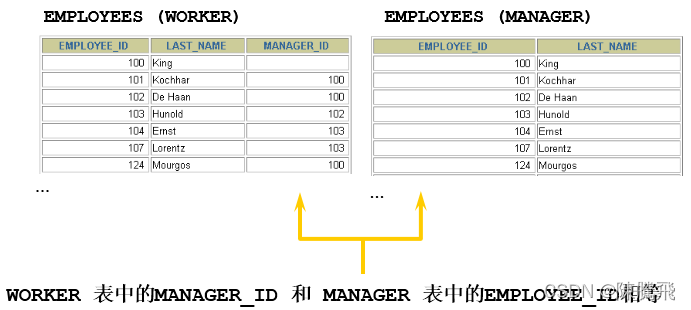 EMPLOYEES (WORKER) EMPLOYEES (MANAGER)
EMPLOYEE_ID LAST_NAME MANAGER_ID EMPLOYEE_ID LAST_NAME
100 King 100 King
101 Kochhar 100 101 Kochhar
102 De Haan 100 102 De Haan
103 Hunold 102 103 Hunold
104 Ernst 103 104 Ernst
107 Lorentz 103 107 Lorentz
124 Mourgos 100 124 Mourgos
... ...
WORKER 表中的MANAGER_ID 和 MANAGER 表中的EMPLOYEE_ID相等
CSDN @陳騰飛